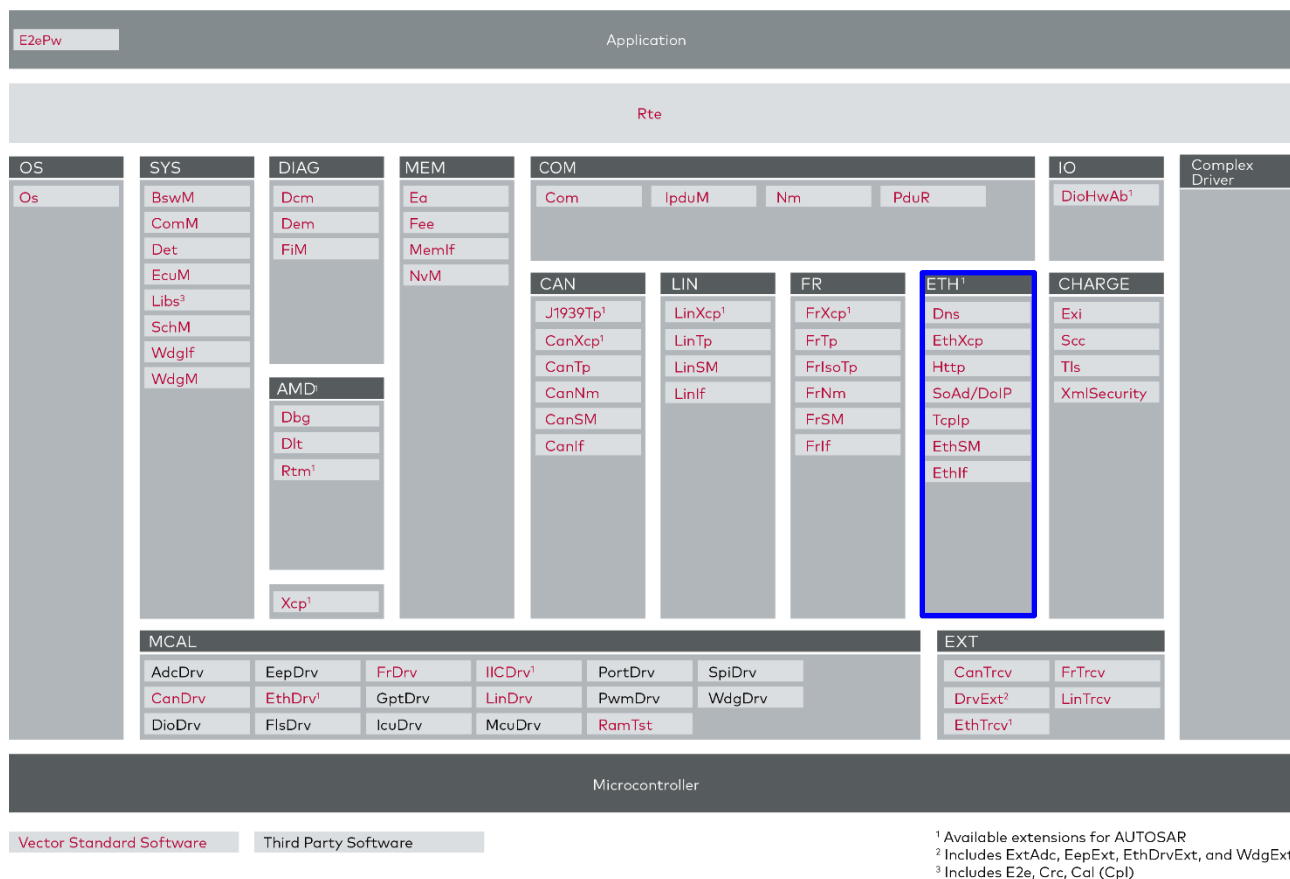 E2ePw
Application
Rte
OS
Os
SYS
BswM
ComM
Det
EcuM
Libs³
SchM
WdgIf
WdgM
DIAG
Dcm
Dem
FiM
AMD¹
Dbg
Dlt
Rtm¹
Xcp¹
MEM
Ea
Fee
MemIf
NvM
COM
Com
IpduM
Nm
PduR
CAN
J1939Tp¹
CanXcp¹
CanTp
CanNm
CanSM
CanIf
LIN
LinXcp¹
LinTp
LinSM
LinIf
FR
FrXcp¹
FrTp
FrIsoTp
FrNm
FrSM
FrIf
ETH¹
Dns
EthXcp
Http
SoAd/DoIP
TcpIp
EthSM
EthIf
IO
DioHwAb¹
CHARGE
Exi
Scc
Tls
XmlSecurity
Complex
Driver
MCAL
AdcDrv EepDrv FrDrv IICDrv¹ PortDrv SpiDrv
CanDrv EthDrv¹ GptDrv LinDrv PwmDrv WdgDrv
DioDrv FlsDrv IcuDrv McuDrv RamTst
EXT
CanTrcv FrTrcv
DrvExt² LinTrcv
EthTrcv¹
Microcontroller
Vector Standard Software
Third Party Software
¹ Available extensions for AUTOSAR
² Includes ExtAdc, EepExt, EthDrvExt, and WdgExt
³ Includes E2e, Crc, Cal (Cpl)